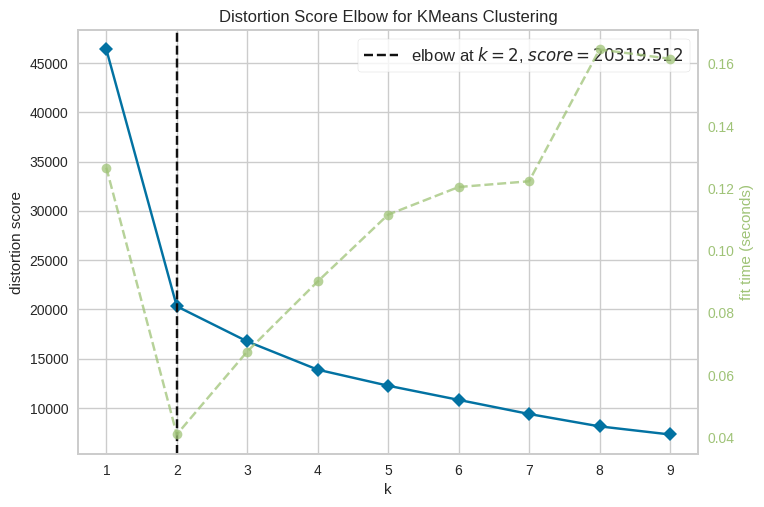 Distortion Score Elbow for KMeans Clustering
elbow at k = 2, score = 20319.512
45000
40000
35000
30000
25000
20000
15000
10000
distortion score
0.16
0.14
0.12
0.10
0.08
0.06
0.04
fit time (seconds)
1 2 3 4 5 6 7 8 9
k